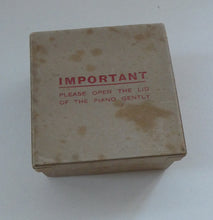 IMPORTANT
PLEASE OPEN THE LID
OF THE PIANO GENTLY